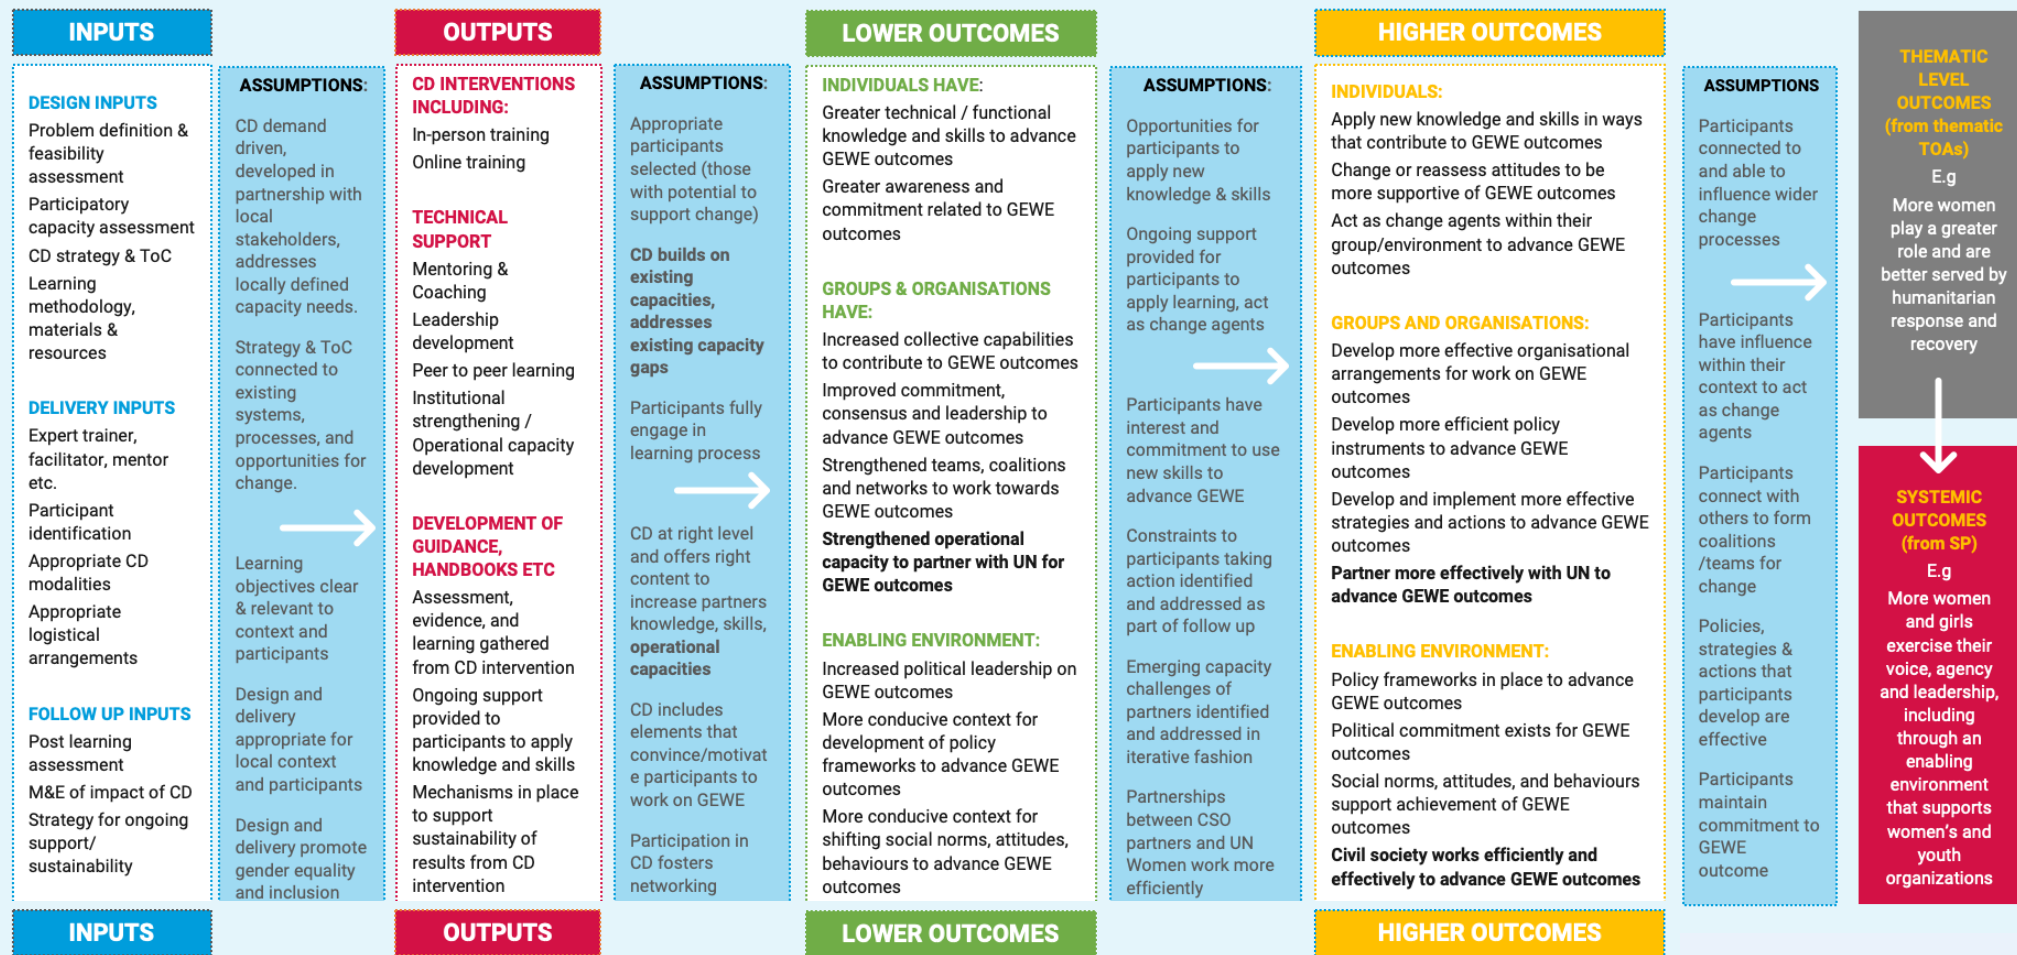 INPUTS
DESIGN INPUTS
Problem definition &
feasibility
assessment
Participatory
capacity assessment
CD strategy & ToC
Learning
methodology,
materials &
resources
DELIVERY INPUTS
Expert trainer,
facilitator, mentor
etc.
Participant
identification
Appropriate CD
modalities
Appropriate
logistical
arrangements
FOLLOW UP INPUTS
Post learning
assessment
M&E of impact of CD
Strategy for ongoing
support/
sustainability
INPUTS
ASSUMPTIONS:
CD demand
driven,
developed in
partnership with
local
stakeholders,
addresses
locally defined
capacity needs.
Strategy & ToC
connected to
existing
systems,
processes, and
opportunities for
change.
Learning
objectives clear
& relevant to
context and
participants
Design and
delivery
appropriate for
local context
and participants
Design and
delivery promote
gender equality
and inclusion
OUTPUTS
CD INTERVENTIONS
INCLUDING:
In-person training
Online training
TECHNICAL
SUPPORT
Mentoring &
Coaching
Leadership
development
Peer to peer learning
Institutional
strengthening /
Operational capacity
development
DEVELOPMENT OF
GUIDANCE,
HANDBOOKS ETC
Assessment,
evidence, and
learning gathered
from CD intervention
Ongoing support
provided to
participants to apply
knowledge and skills
Mechanisms in place
to support
sustainability of
results from CD
intervention
OUTPUTS
ASSUMPTIONS:
Appropriate
participants
selected (those
with potential to
support change)
CD builds on
existing
capacities,
addresses
existing capacity
gaps
Participants fully
engage in
learning process
CD at right level
and offers right
content to
increase partners
knowledge, skills,
operational
capacities
CD includes
elements that
convince/motivat
e participants to
work on GEWE
Participation in
CD fosters
networking
LOWER OUTCOMES
INDIVIDUALS HAVE:
Greater technical / functional
knowledge and skills to advance
GEWE outcomes
Greater awareness and
commitment related to GEWE
outcomes
GROUPS & ORGANISATIONS
HAVE:
Increased collective capabilities
to contribute to GEWE outcomes
Improved commitment,
consensus and leadership to
advance GEWE outcomes
Strengthened teams, coalitions
and networks to work towards
GEWE outcomes
Strengthened operational
capacity to partner with UN for
GEWE outcomes
ENABLING ENVIRONMENT:
Increased political leadership on
GEWE outcomes
More conducive context for
development of policy
frameworks to advance GEWE
outcomes
More conducive context for
shifting social norms, attitudes,
behaviours to advance GEWE
outcomes
LOWER OUTCOMES
ASSUMPTIONS:
Opportunities for
participants to
apply new
knowledge & skills
Ongoing support
provided for
participants to
apply learning, act
as change agents
Participants have
interest and
commitment to use
new skills to
advance GEWE
Constraints to
participants taking
action identified
and addressed as
part of follow up
Emerging capacity
challenges of
partners identified
and addressed in
iterative fashion
Partnerships
between CSO
partners and UN
Women work more
efficiently
HIGHER OUTCOMES
INDIVIDUALS:
Apply new knowledge and skills in ways
that contribute to GEWE outcomes
Change or reassess attitudes to be
more supportive of GEWE outcomes
Act as change agents within their
group/environment to advance GEWE
outcomes
GROUPS AND ORGANISATIONS:
Develop more effective organisational
arrangements for work on GEWE
outcomes
Develop more efficient policy
instruments to advance GEWE
outcomes
Develop and implement more effective
strategies and actions to advance GEWE
outcomes
Partner more effectively with UN to
advance GEWE outcomes
ENABLING ENVIRONMENT:
Policy frameworks in place to advance
GEWE outcomes
Political commitment exists for GEWE
outcomes
Social norms, attitudes, and behaviours
support achievement of GEWE
outcomes
Civil society works efficiently and
effectively to advance GEWE outcomes
HIGHER OUTCOMES
ASSUMPTIONS
Participants
connected to
and able to
influence wider
change
processes
Participants
have influence
within their
context to act
as change
agents
Participants
connect with
others to form
coalitions
/teams for
change
Policies,
strategies &
actions that
participants
develop are
effective
Participants
maintain
commitment to
GEWE
outcome
THEMATIC
LEVEL
OUTCOMES
(from thematic
TOAs)
E.g
More women
play a greater
role and are
better served by
humanitarian
response and
recovery
SYSTEMIC
OUTCOMES
(from SP)
E.g
More women
and girls
exercise their
voice, agency
and leadership,
including
through an
enabling
environment
that supports
women's and
youth
organizations